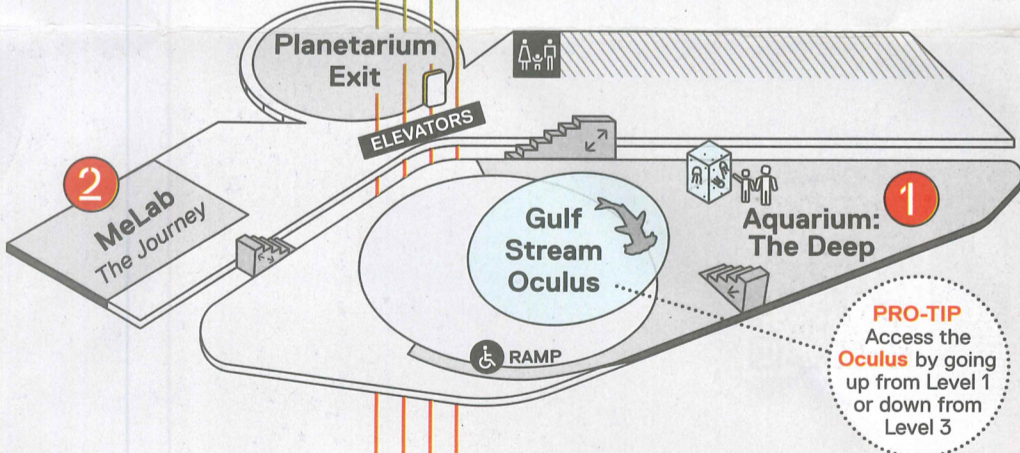 Planetarium
Exit
ELEVATORS
2
MeLab
The Journey
Gulf
Stream
Oculus
1
Aquarium:
The Deep
RAMP
PRO-TIP
Access the
Oculus by going
up from Level 1
or down from
Level 3